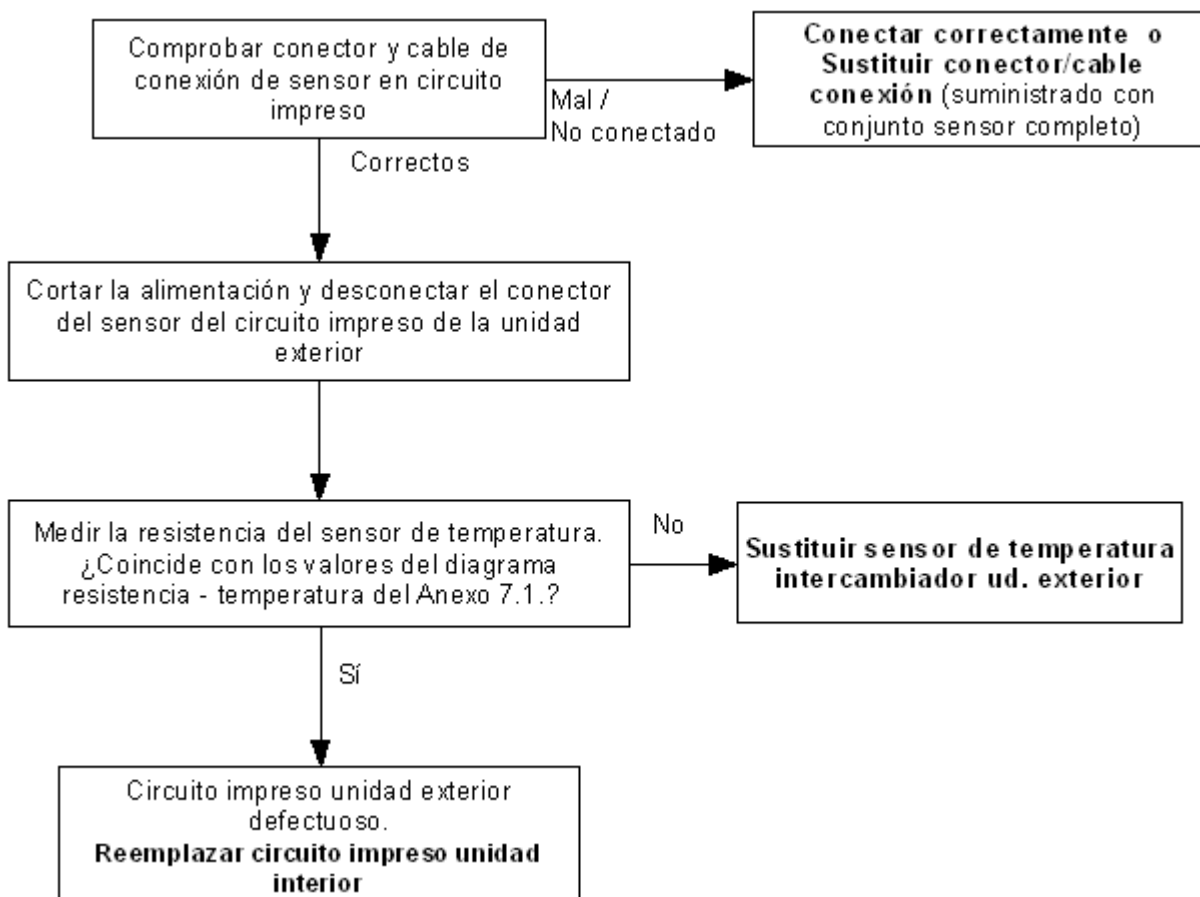 Comprobar conector y cable de
conexión de sensor en circuito
impreso
Conectar correctamente o
Sustituir conector/cable
conexión (suministrado con
conjunto sensor completo)
Mal /
No conectado
Correctos
Cortar la alimentación y desconectar el conector
del sensor del circuito impreso de la unidad
exterior
Medir la resistencia del sensor de temperatura.
¿Coincide con los valores del diagrama
resistencia - temperatura del Anexo 7.1.?
No
Sustituir sensor de temperatura
intercambiador ud. exterior
Sí
Circuito impreso unidad exterior
defectuoso.
Reemplazar circuito impreso unidad
interior